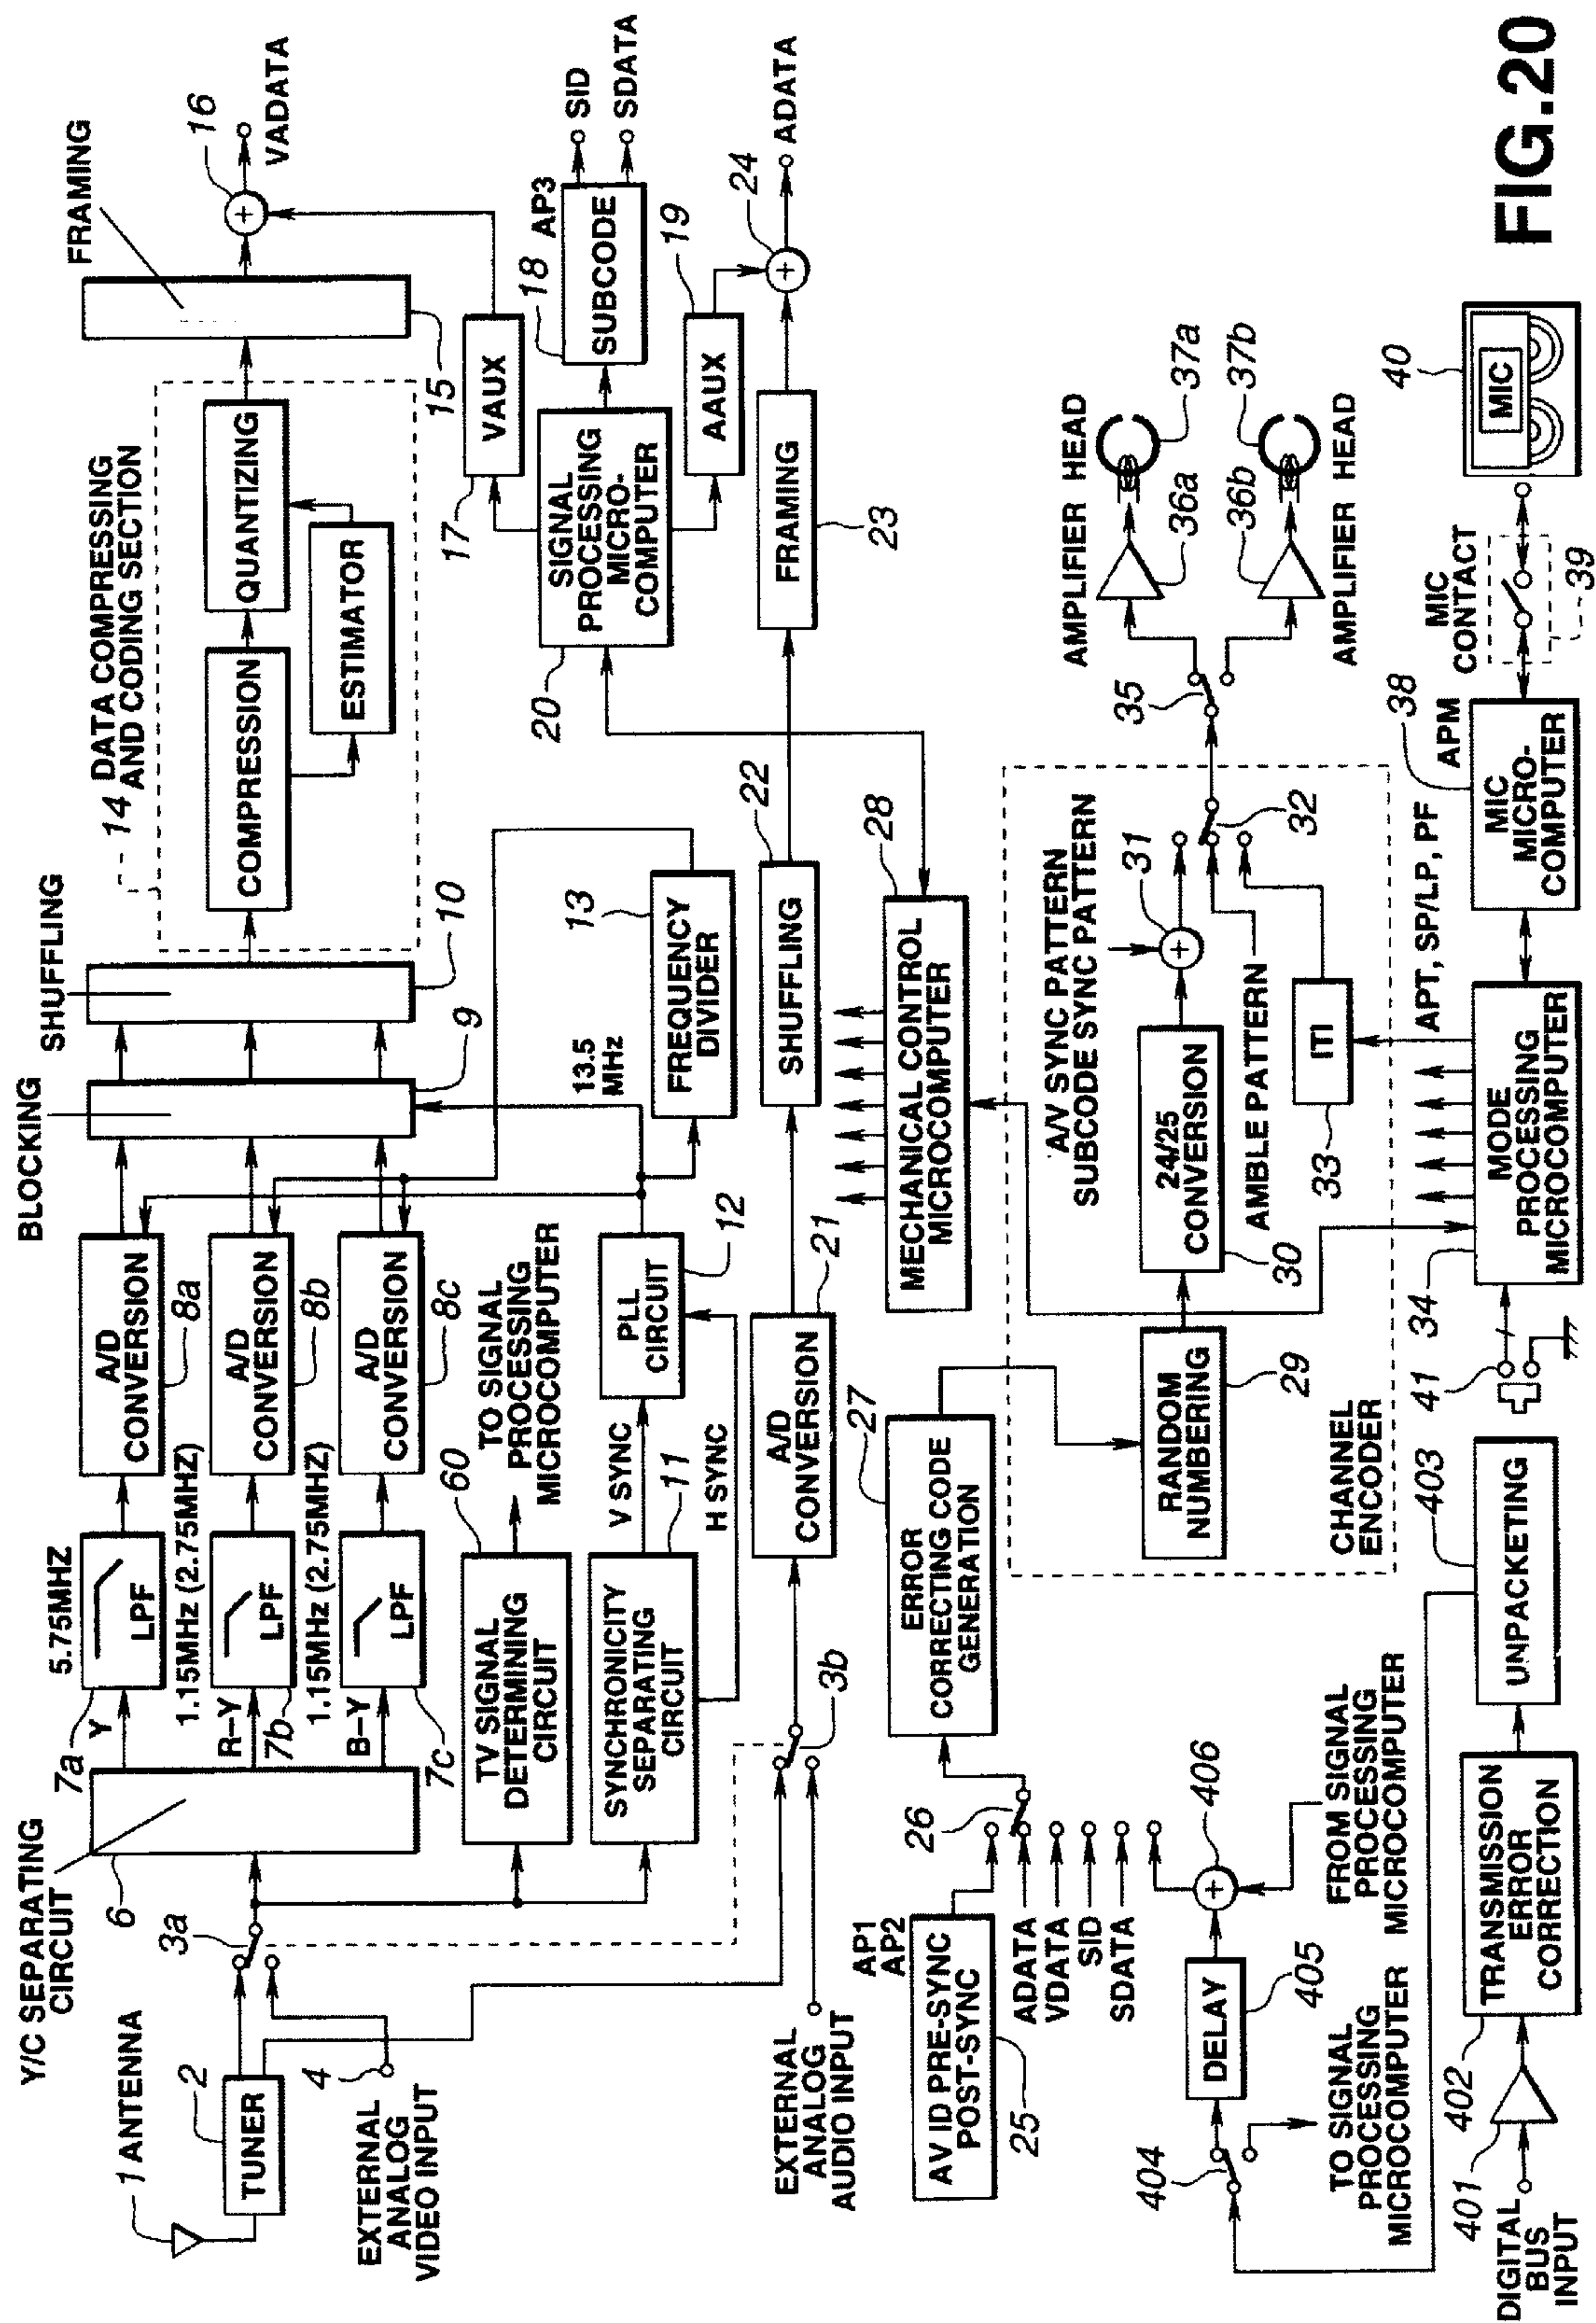 Y/C SEPARATING
CIRCUIT
6
1 ANTENNA
2
TUNER
3a
4
EXTERNAL
ANALOG
VIDEO INPUT
7a
Y
5.75MHZ
LPF
R–Y
7b
1.15MHz (2.75MHZ)
LPF
B–Y
7c
1.15MHz (2.75MHZ)
LPF
A/D
CONVERSION
8a
A/D
CONVERSION
8b
A/D
CONVERSION
8c
BLOCKING
9
SHUFFLING
10
14
DATA COMPRESSING
AND CODING SECTION
COMPRESSION
QUANTIZING
ESTIMATOR
FRAMING
15
16
VADATA
60
TV SIGNAL
DETERMINING
CIRCUIT
TO SIGNAL
PROCESSING
MICROCOMPUTER
SYNCHRONICITY
SEPARATING
CIRCUIT
11
V SYNC
H SYNC
PLL
CIRCUIT
12
13.5
MHz
13
FREQUENCY
DIVIDER
17
VAUX
18
AP3
SUBCODE
SID
SDATA
20
SIGNAL
PROCESSING
MICRO-
COMPUTER
19
AAUX
EXTERNAL
ANALOG
AUDIO INPUT
3b
A/D
CONVERSION
21
SHUFFLING
22
FRAMING
23
24
ADATA
AP1
AP2
AV ID PRE-SYNC
POST-SYNC
25
26
ADATA
VDATA
SID
SDATA
27
ERROR
CORRECTING CODE
GENERATION
28
MECHANICAL CONTROL
MICROCOMPUTER
RANDOM
NUMBERING
29
24/25
CONVERSION
30
A/V SYNC PATTERN
SUBCODE SYNC PATTERN
31
32
AMBLE PATTERN
ITI
33
CHANNEL
ENCODER
35
AMPLIFIER HEAD
36a
37a
36b
37b
AMPLIFIER HEAD
404
DELAY
405
406
TO SIGNAL
PROCESSING
MICROCOMPUTER
FROM SIGNAL
PROCESSING
MICROCOMPUTER
DIGITAL
BUS
INPUT
401
402
TRANSMISSION
ERROR
CORRECTION
403
UNPACKETING
41
34
MODE
PROCESSING
MICROCOMPUTER
APT, SP/LP, PF
APM
38
MIC
MICRO-
COMPUTER
MIC
CONTACT
39
40
MIC
FIG.20